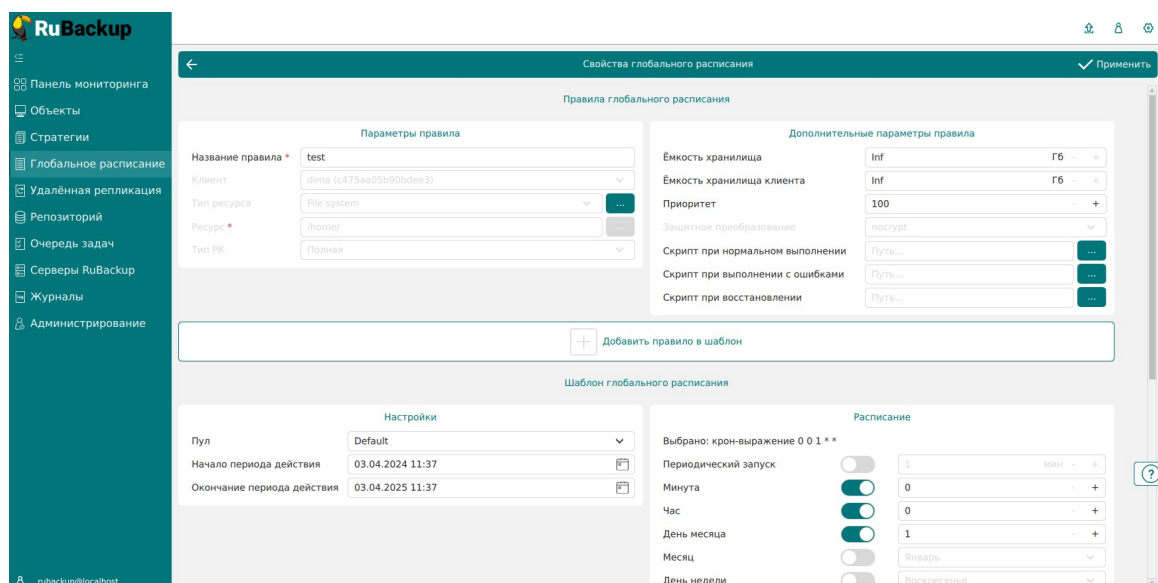 RuBackup
Свойства глобального расписания
Применить
Панель мониторинга
Объекты
Стратегии
Глобальное расписание
Удалённая репликация
Репозиторий
Очередь задач
Серверы RuBackup
Журналы
Администрирование
rubackup@localhost
Правила глобального расписания
Параметры правила
Название правила * test
Клиент dima (c475aa05b90bdee3)
Тип ресурса File system ...
Ресурс * /home/ ...
Тип РК Полная
Дополнительные параметры правила
Ёмкость хранилища Inf Гб - +
Ёмкость хранилища клиента Inf Гб - +
Приоритет 100 - +
Защитное преобразование nocrypt
Скрипт при нормальном выполнении Путь... ...
Скрипт при выполнении с ошибками Путь... ...
Скрипт при восстановлении Путь... ...
Добавить правило в шаблон
Шаблон глобального расписания
Настройки
Пул Default
Начало периода действия 03.04.2024 11:37
Окончание периода действия 03.04.2025 11:37
Расписание
Выбрано: крон-выражение 0 0 1 * *
Периодический запуск 1 мин - +
Минута 0 - +
Час 0 - +
День месяца 1 - +
Месяц Январь
День недели Воскресенье
?